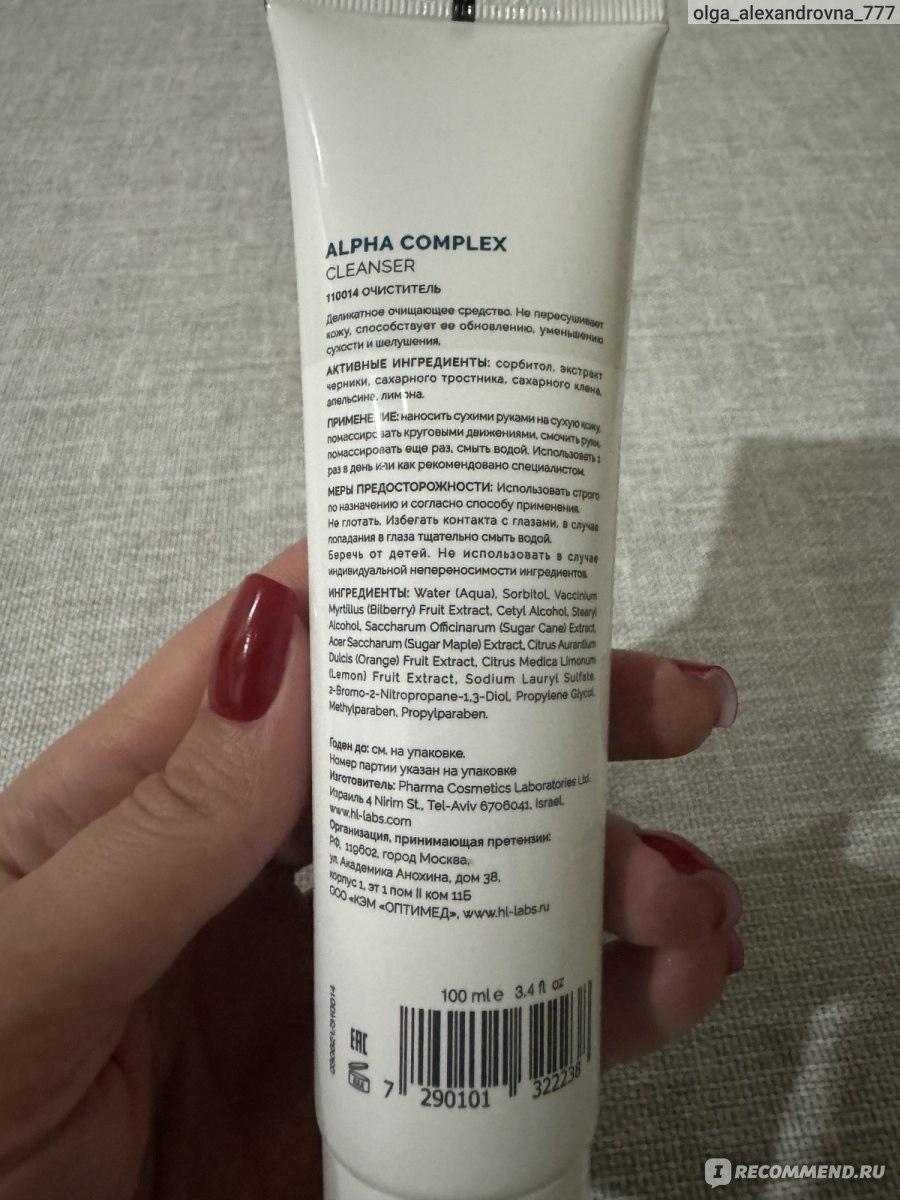 olga_alexandrovna_777
ALPHA COMPLEX
CLEANSER
110014 ОЧИСТИТЕЛЬ
Деликатное очищающее средство. Не пересушивает
кожу, способствует ее обновлению, уменьшению
сухости и шелушения.
АКТИВНЫЕ ИНГРЕДИЕНТЫ: сорбитол, экстракт
черники, сахарного тростника, сахарного клена,
апельсина, лимона.
ПРИМЕНЕНИЕ: наносить сухими руками на сухую кожу,
помассировать круговыми движениями, смочить руки,
помассировать еще раз, смыть водой. Использовать 1
раз в день или как рекомендовано специалистом.
МЕРЫ ПРЕДОСТОРОЖНОСТИ: Использовать строго
по назначению и согласно способу применения.
Не глотать. Избегать контакта с глазами, в случае
попадания в глаза тщательно смыть водой.
Беречь от детей. Не использовать в случае
индивидуальной непереносимости ингредиентов.
ИНГРЕДИЕНТЫ: Water (Aqua), Sorbitol, Vaccinium
Myrtillus (Bilberry) Fruit Extract, Cetyl Alcohol, Stearyl
Alcohol, Saccharum Officinarum (Sugar Cane) Extract,
Acer Saccharum (Sugar Maple) Extract, Citrus Aurantium
Dulcis (Orange) Fruit Extract, Citrus Medica Limonum
(Lemon) Fruit Extract, Sodium Lauryl Sulfate,
2-Bromo-2-Nitropropane-1,3-Diol, Propylene Glycol,
Methylparaben, Propylparaben.
Годен до: см. на упаковке.
Номер партии указан на упаковке
Изготовитель: Pharma Cosmetics Laboratories Ltd.
Израиль 4 Nirim St., Tel-Aviv 6706041, Israel,
www.hl-labs.com
Организация, принимающая претензии:
РФ, 119602, город Москва,
ул. Академика Анохина, дом 38,
корпус 1, эт 1 пом II ком 11Б
ООО «КЭМ «ОПТИМЕД», www.hl-labs.ru
100 ml e 3.4 fl oz
EAC
7 290101 322238
IRECOMMEND.RU